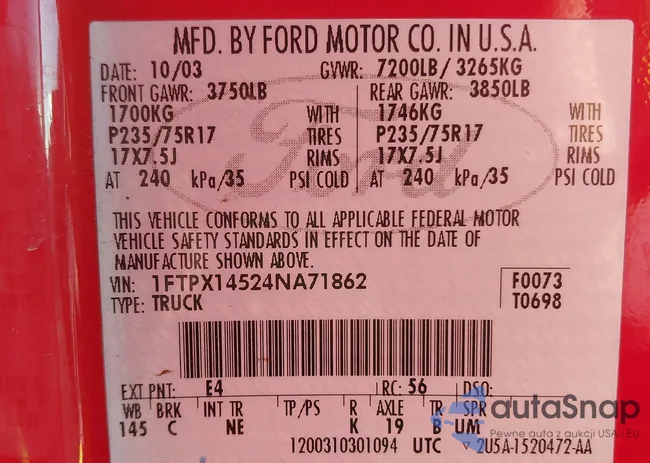 MFD. BY FORD MOTOR CO. IN U.S.A.
DATE: 10/03 GVWR: 7200LB/ 3265KG
FRONT GAWR: 3750LB REAR GAWR: 3850LB
1700KG WITH 1746KG WITH
P235/75R17 TIRES P235/75R17 TIRES
17X7.5J RIMS 17X7.5J RIMS
AT 240 kPa/35 PSI COLD AT 240 kPa/35 PSI COLD
THIS VEHICLE CONFORMS TO ALL APPLICABLE FEDERAL MOTOR
VEHICLE SAFETY STANDARDS IN EFFECT ON THE DATE OF
MANUFACTURE SHOWN ABOVE.
VIN: 1FTPX14524NA71862 F0073
TYPE: TRUCK T0698
EXT PNT: E4 RC: 56 DSO:
WB BRK INT TR TP/PS R AXLE TR SPR
145 C NE K 19 B UM
1200310301094 UTC 2U5A-1520472-AA
autaSnap
Pewne auta z aukcji USA - EU
Ford